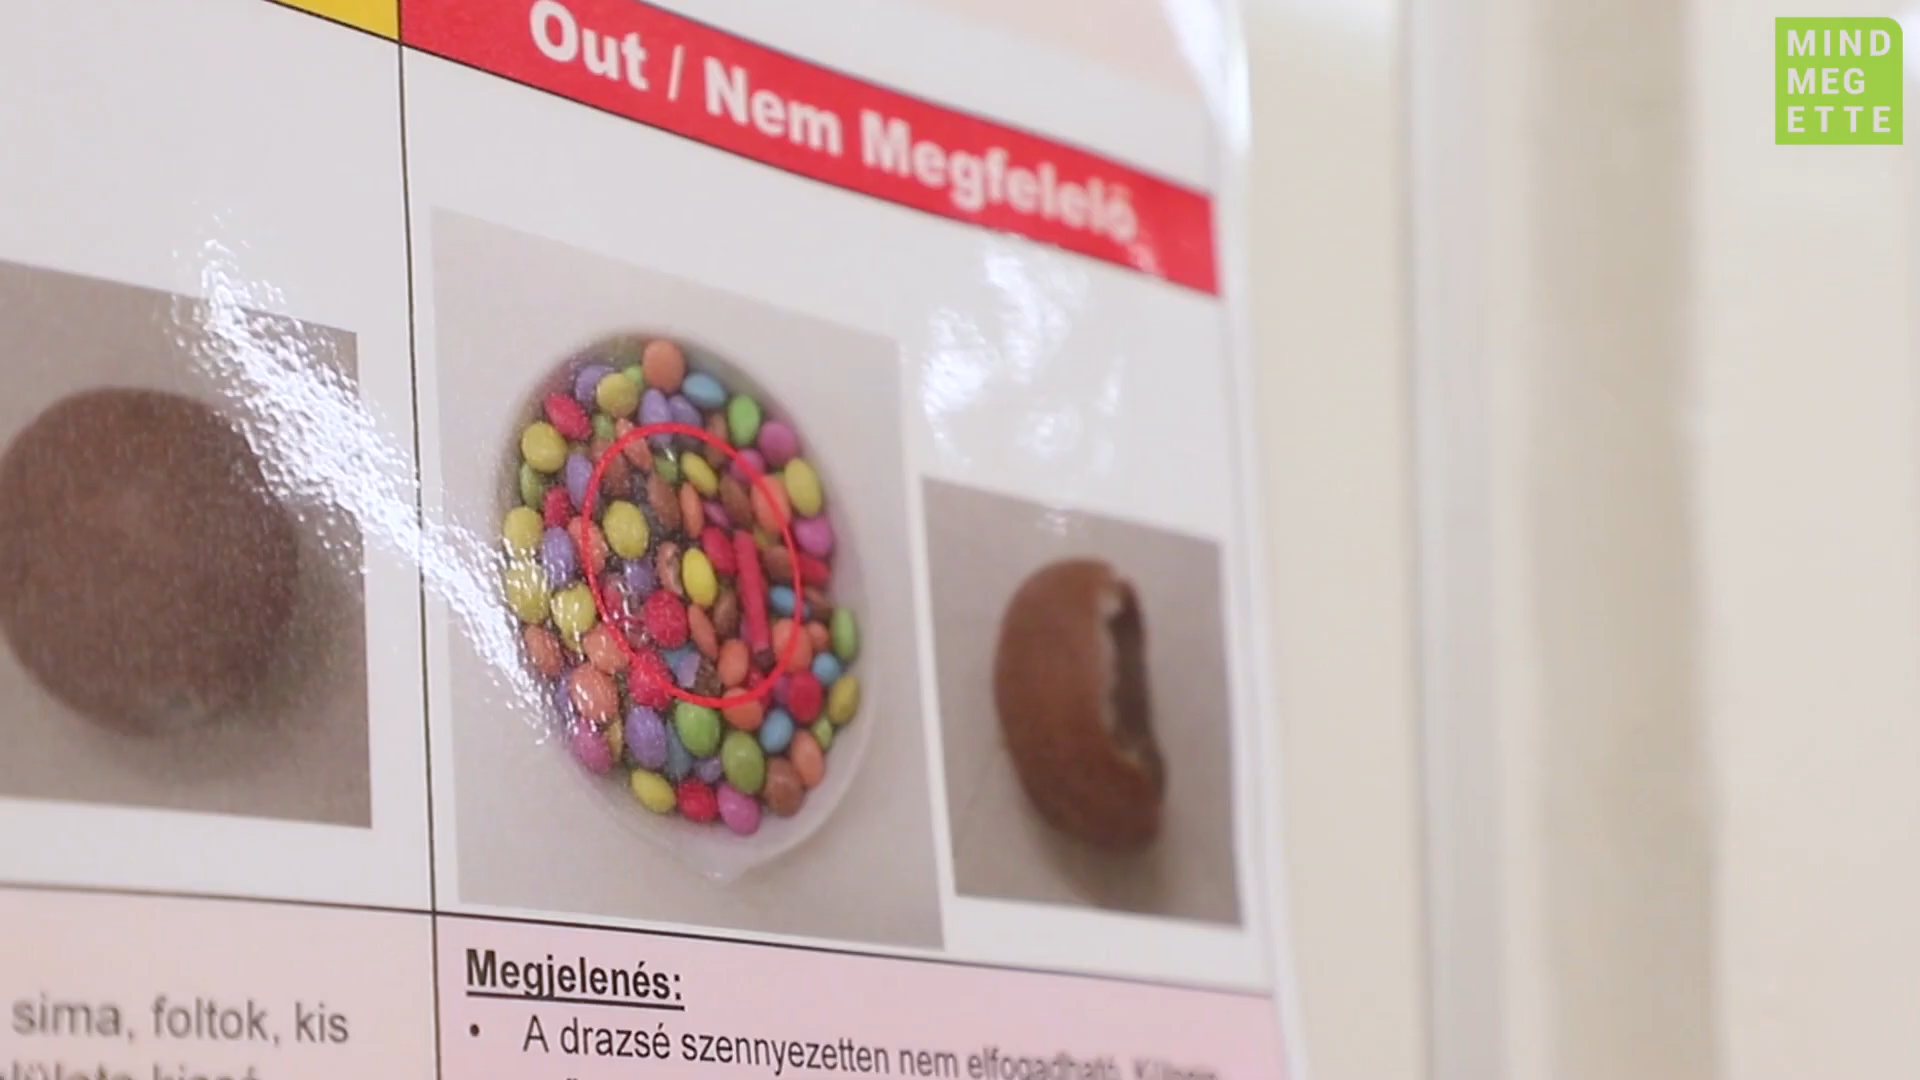 Out / Nem Megfelelő
MIND
MEG
ETTE
sima, foltok, kis
Megjelenés:
• A drazsé szennyezetten nem elfogadható.